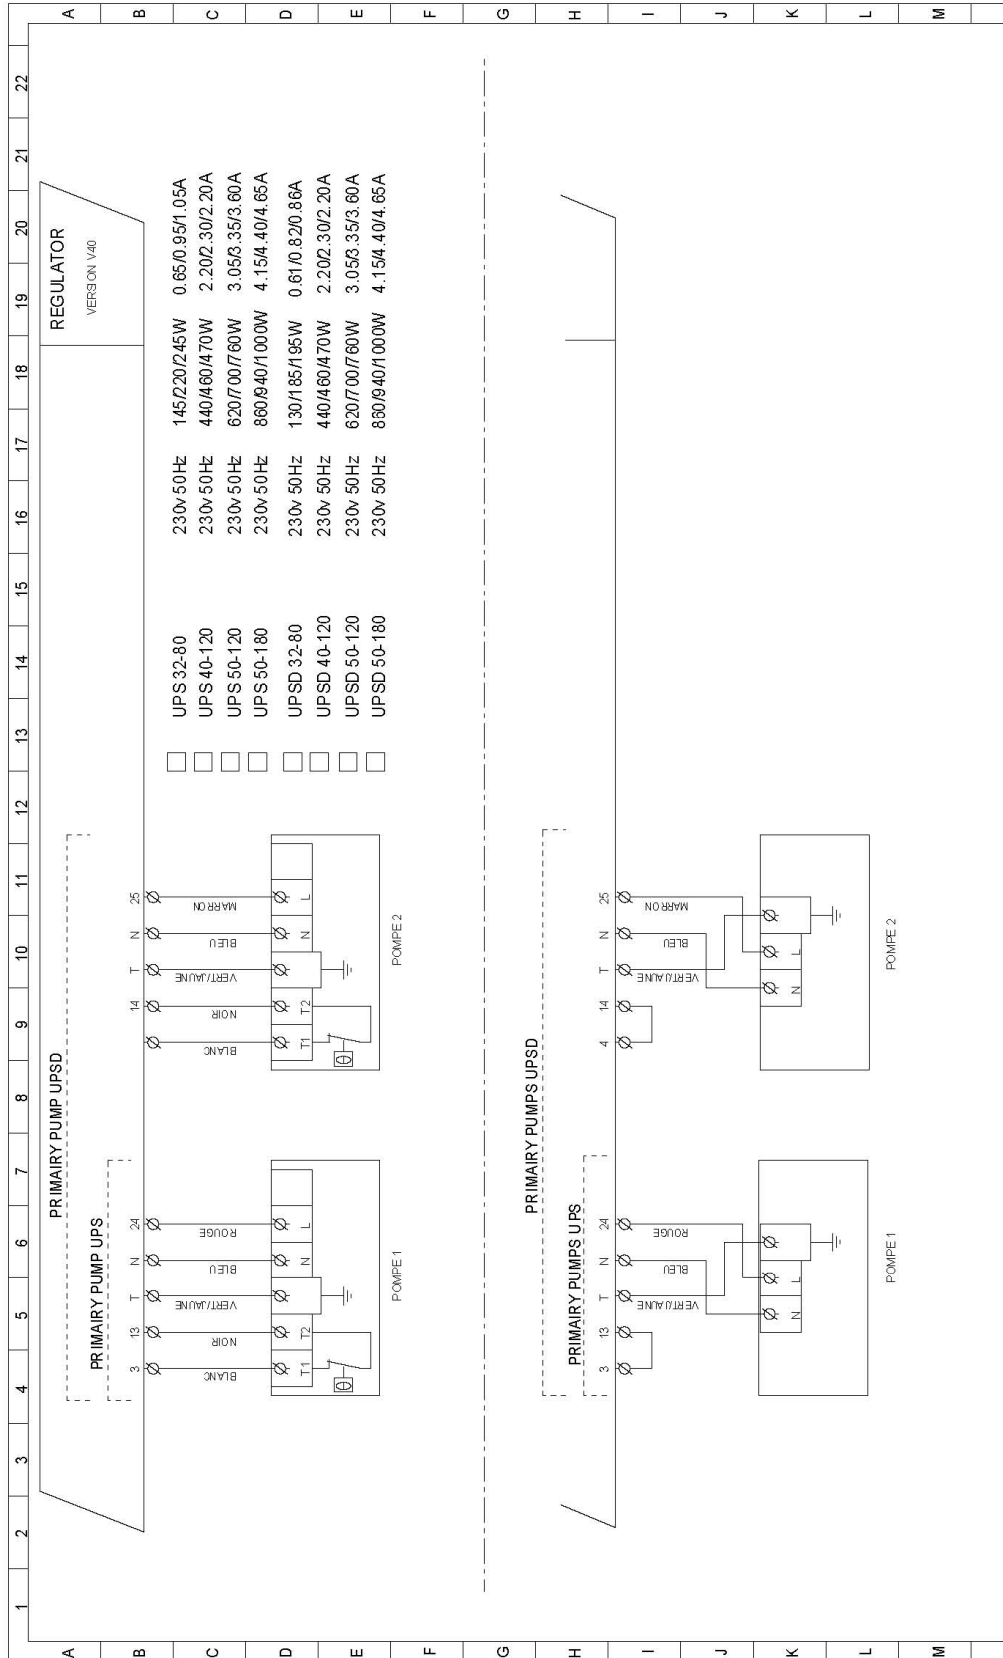 A B C D E F G H I J K L M
1 2 3 4 5 6 7 8 9 10 11 12 13 14 15 16 17 18 19 20 21 22
REGULATOR
VERSION V40
PRIMAIRY PUMP UPSD
PRIMAIRY PUMP UPS
3 13 T N 24
14 T N 25
BLANC NOIR VERT/JAUNE BLEU ROUGE
BLANC NOIR VERT/JAUNE BLEU MARRON
T1 T2 N L
T1 T2 N L
θ
θ
POMPE 1
POMPE 2
UPS 32-80 230v 50Hz 145/220/245W 0.65/0.95/1.05A
UPS 40-120 230v 50Hz 440/460/470W 2.20/2.30/2.20A
UPS 50-120 230v 50Hz 620/700/760W 3.05/3.35/3.60A
UPS 50-180 230v 50Hz 860/940/1000W 4.15/4.40/4.65A
UPSD 32-80 230v 50Hz 130/185/195W 0.61/0.82/0.86A
UPSD 40-120 230v 50Hz 440/460/470W 2.20/2.30/2.20A
UPSD 50-120 230v 50Hz 620/700/760W 3.05/3.35/3.60A
UPSD 50-180 230v 50Hz 860/940/1000W 4.15/4.40/4.65A
PRIMAIRY PUMPS UPSD
PRIMAIRY PUMPS UPS
3 13 T N 24
4 14 T N 25
VERT/JAUNE BLEU ROUGE
VERT/JAUNE BLEU MARRON
N L
N L
POMPE 1
POMPE 2
A B C D E F G H I J K L M